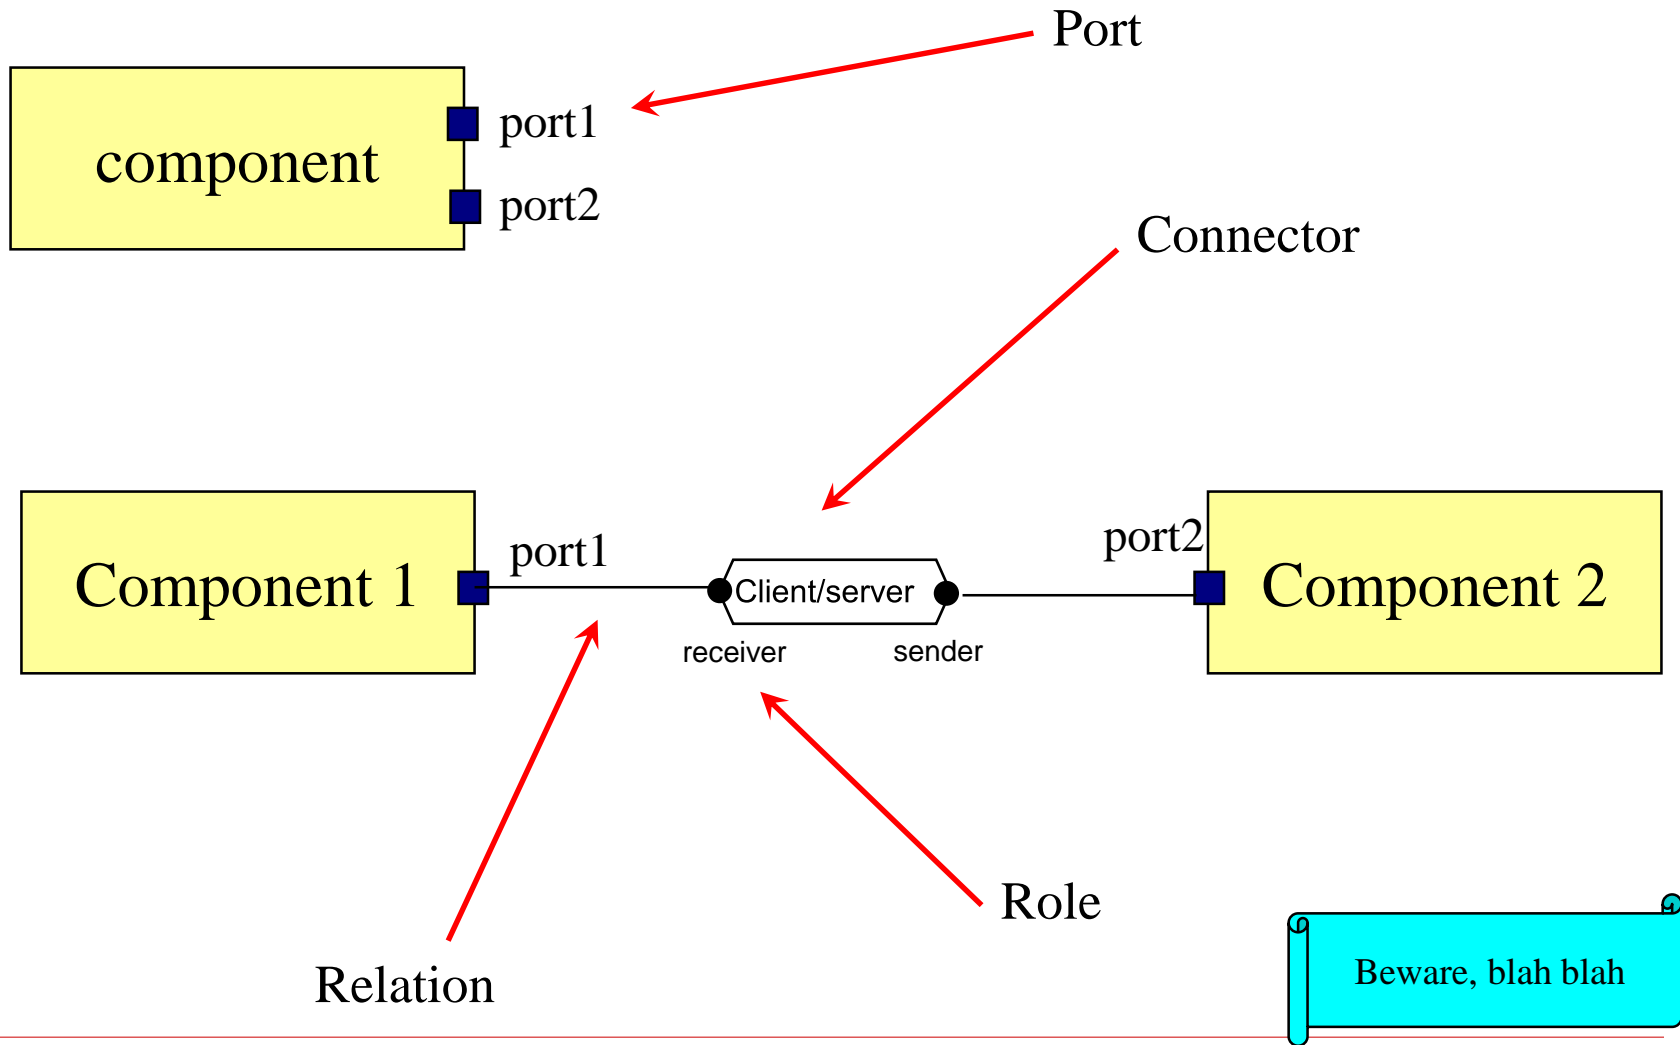 Port
port1
component
port2
Connector
port1
port2
Component 1
Client/server
Component 2
receiver
sender
Role
Relation
Beware, blah blah